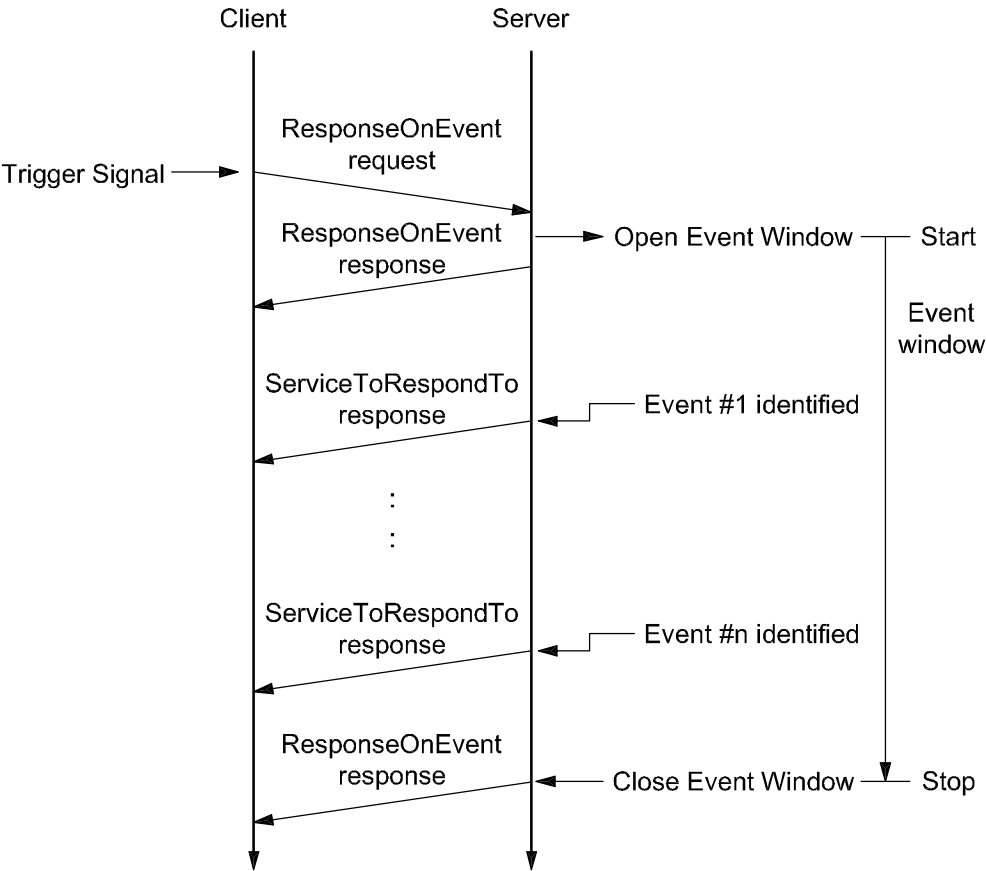 Client
Server
ResponseOnEvent
request
Trigger Signal
ResponseOnEvent
response
Open Event Window
Start
Event
window
ServiceToRespondTo
response
Event #1 identified
:
:
ServiceToRespondTo
response
Event #n identified
ResponseOnEvent
response
Close Event Window
Stop